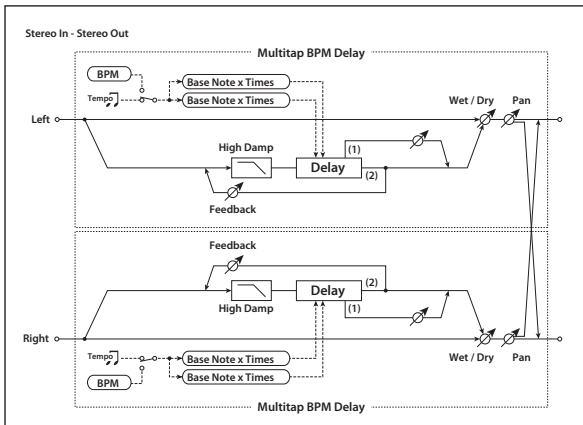 Stereo In - Stereo Out
Multitap BPM Delay
BPM
Base Note x Times
Tempo
Base Note x Times
Wet / Dry
Pan
Left
High Damp
(1)
Delay
(2)
Feedback
Feedback
Delay
(2)
(1)
High Damp
Right
Tempo
Base Note x Times
Wet / Dry
Pan
BPM
Base Note x Times
Multitap BPM Delay